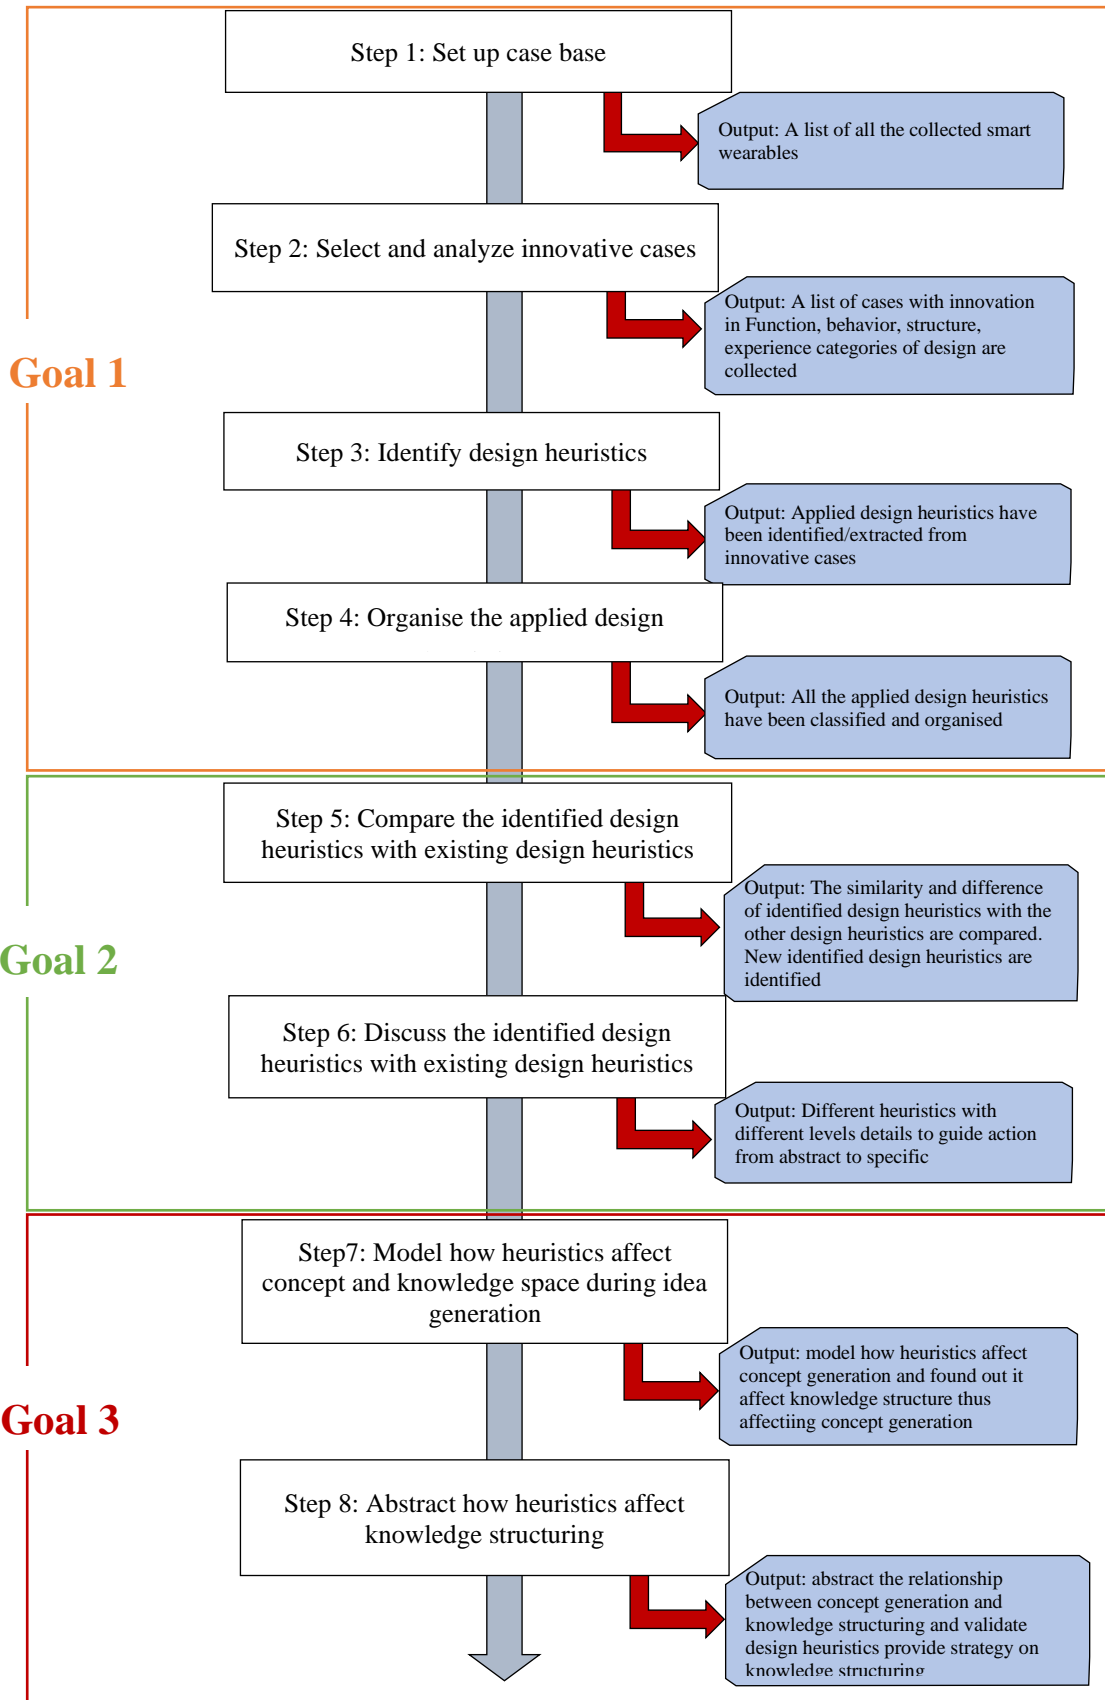 Step 1: Set up case base
Output: A list of all the collected smart
wearables
Step 2: Select and analyze innovative cases
Output: A list of cases with innovation
in Function, behavior, structure,
experience categories of design are
collected
Goal 1
Step 3: Identify design heuristics
Output: Applied design heuristics have
been identified/extracted from
innovative cases
Step 4: Organise the applied design
Output: All the applied design heuristics
have been classified and organised
Step 5: Compare the identified design
heuristics with existing design heuristics
Output: The similarity and difference
of identified design heuristics with the
other design heuristics are compared.
New identified design heuristics are
identified
Goal 2
Step 6: Discuss the identified design
heuristics with existing design heuristics
Output: Different heuristics with
different levels details to guide action
from abstract to specific
Step7: Model how heuristics affect
concept and knowledge space during idea
generation
Output: model how heuristics affect
concept generation and found out it
affect knowledge structure thus
affectiing concept generation
Goal 3
Step 8: Abstract how heuristics affect
knowledge structuring
Output: abstract the relationship
between concept generation and
knowledge structuring and validate
design heuristics provide strategy on
knowledge structuring